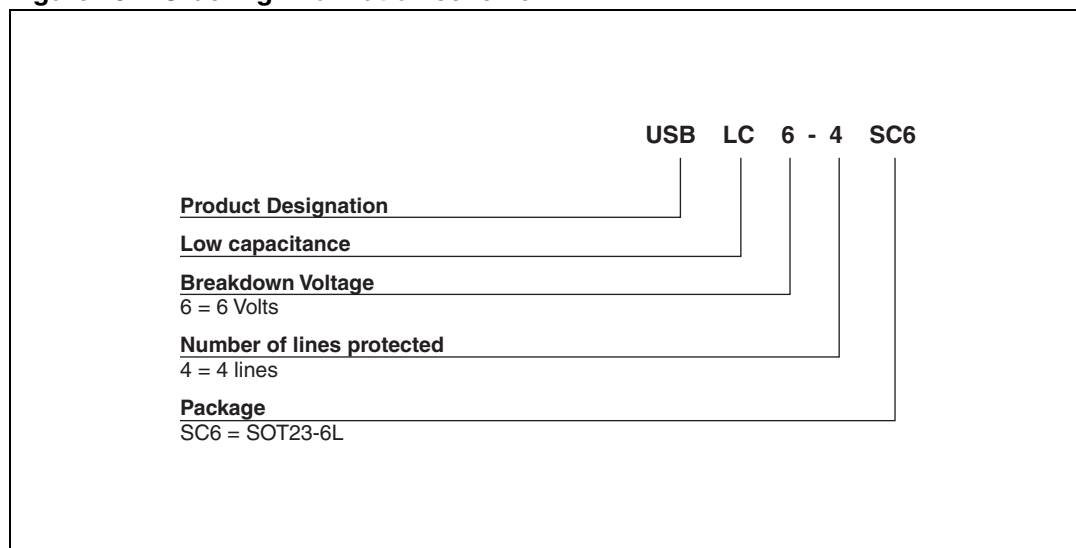 USB LC 6 - 4 SC6
Product Designation
Low capacitance
Breakdown Voltage
6 = 6 Volts
Number of lines protected
4 = 4 lines
Package
SC6 = SOT23-6L